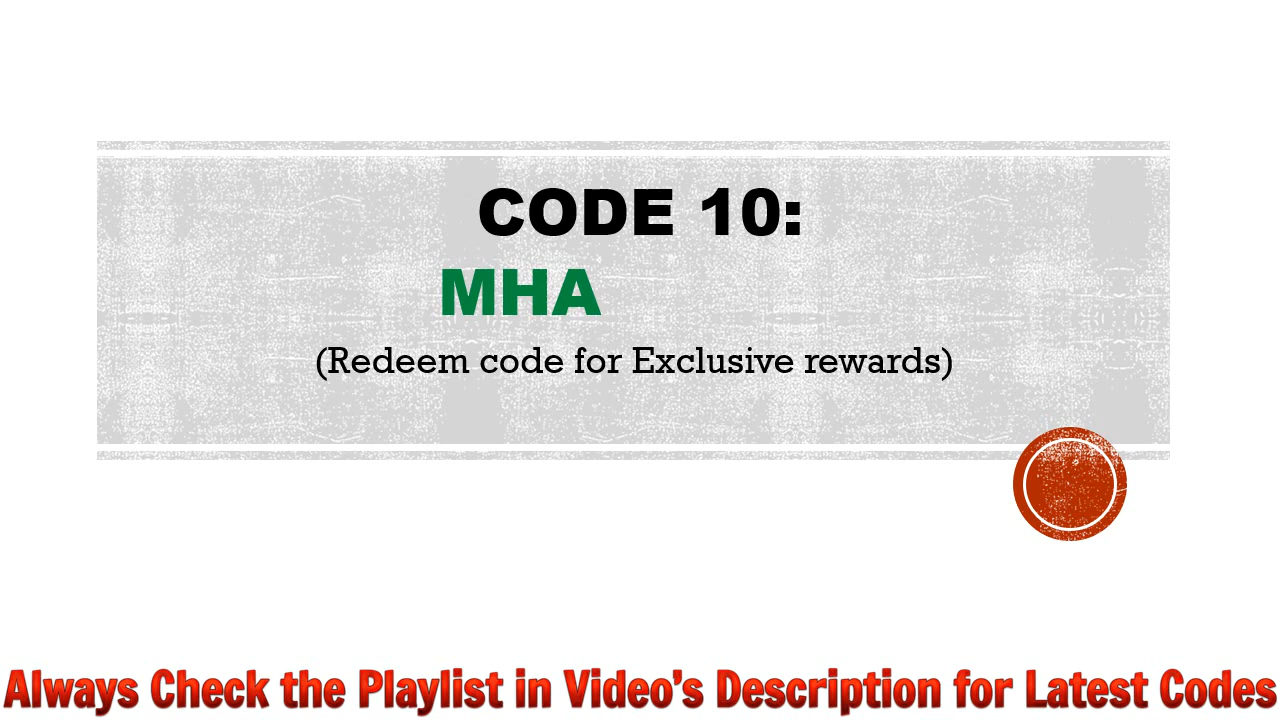 CODE 10:
MHA
(Redeem code for Exclusive rewards)
Always Check the Playlist in Video's Description for Latest Codes